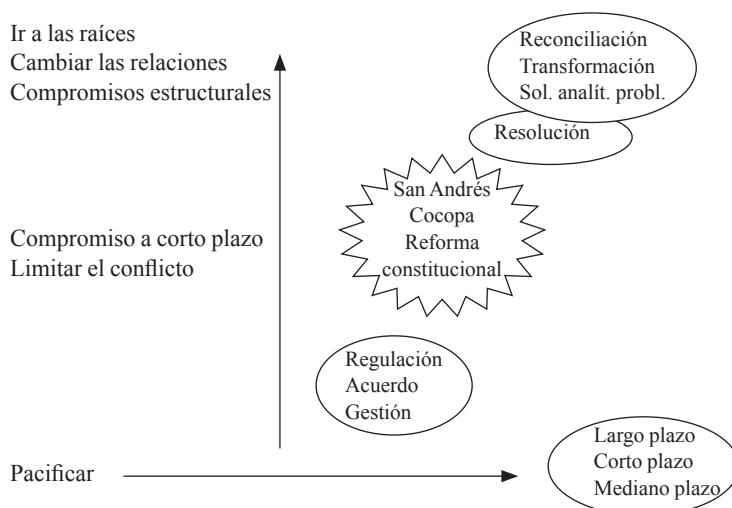 Ir a las raíces
Cambiar las relaciones
Compromisos estructurales
Reconciliación
Transformación
Sol. analít. probl.
Resolución
San Andrés
Cocopa
Reforma
constitucional
Compromiso a corto plazo
Limitar el conflicto
Regulación
Acuerdo
Gestión
Largo plazo
Corto plazo
Mediano plazo
Pacificar